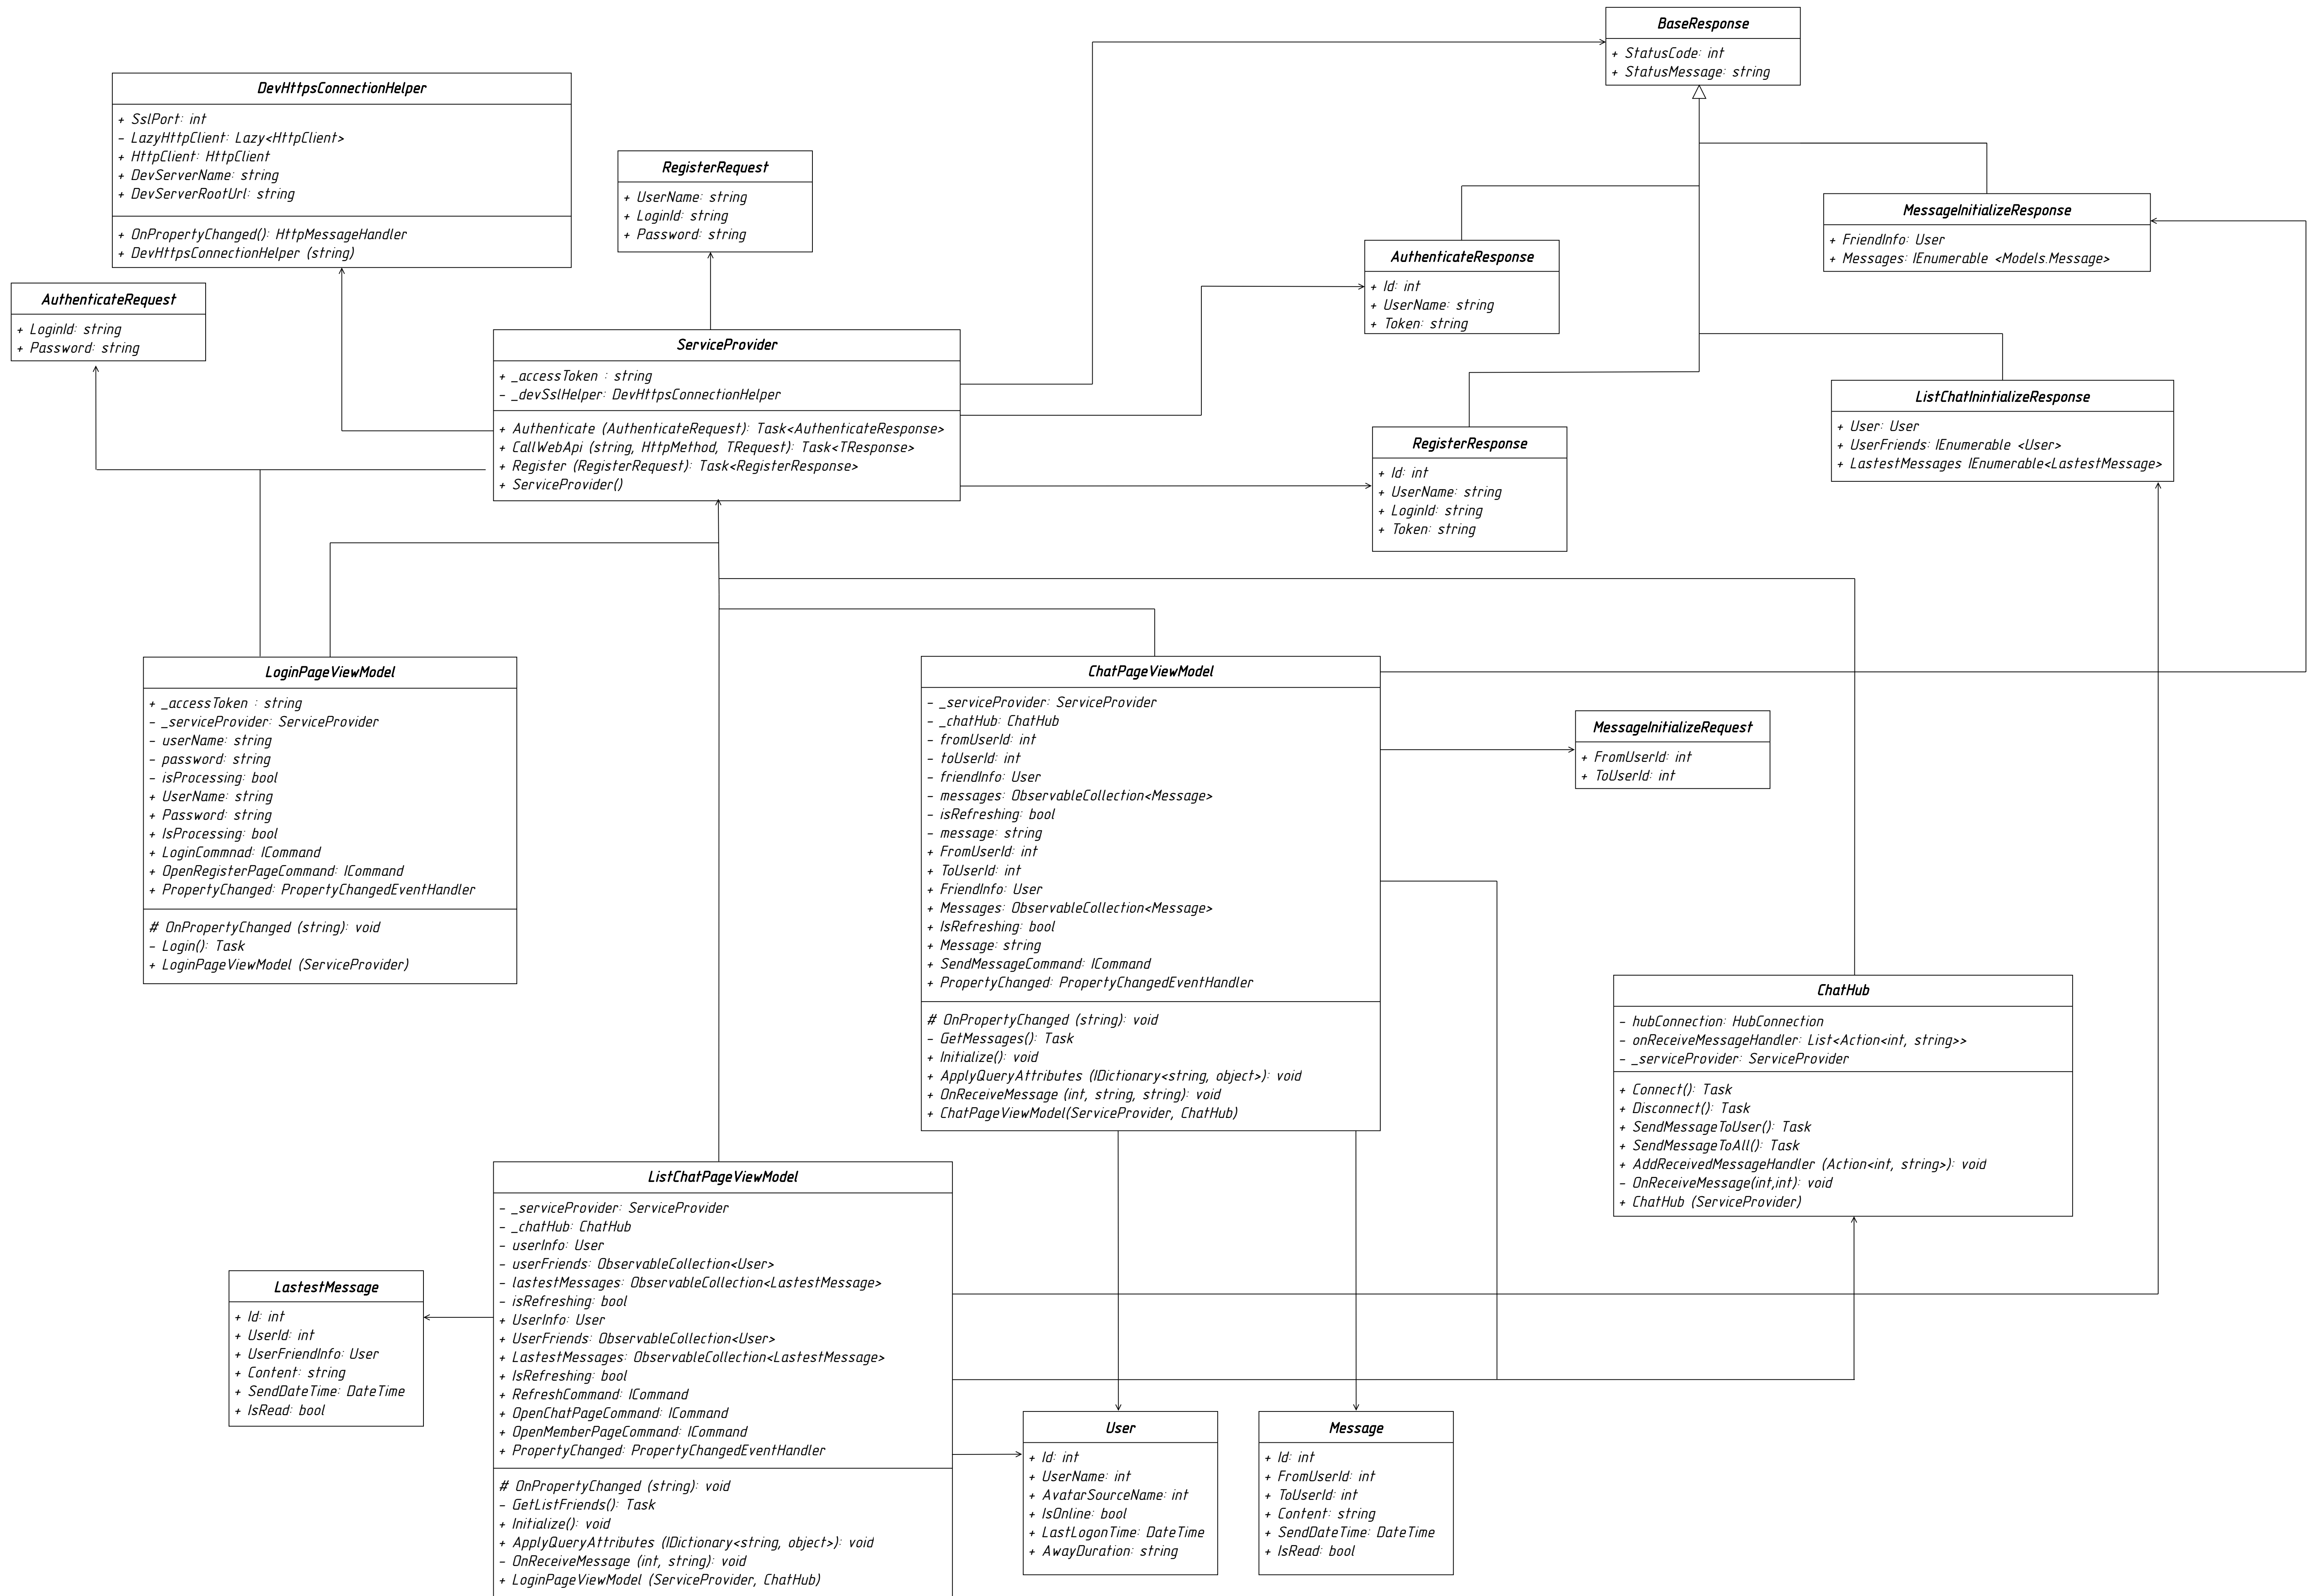 BaseResponse
+ StatusCode: int
+ StatusMessage: string
DevHttpsConnectionHelper
+ SslPort: int
- LazyHttpClient: Lazy<HttpClient>
+ HttpClient: HttpClient
+ DevServerName: string
+ DevServerRootUrl: string
+ OnPropertyChanged(): HttpMessageHandler
+ DevHttpsConnectionHelper (string)
RegisterRequest
+ UserName: string
+ LoginId: string
+ Password: string
MessageInitializeResponse
+ FriendInfo: User
+ Messages: IEnumerable <Models.Message>
AuthenticateResponse
+ Id: int
+ UserName: string
+ Token: string
AuthenticateRequest
+ LoginId: string
+ Password: string
ServiceProvider
+ _accessToken : string
- _devSslHelper: DevHttpsConnectionHelper
+ Authenticate (AuthenticateRequest): Task<AuthenticateResponse>
+ CallWebApi (string, HttpMethod, TRequest): Task<TResponse>
+ Register (RegisterRequest): Task<RegisterResponse>
+ ServiceProvider()
ListChatInintializeResponse
+ User: User
+ UserFriends: IEnumerable <User>
+ LastestMessages IEnumerable<LastestMessage>
RegisterResponse
+ Id: int
+ UserName: string
+ LoginId: string
+ Token: string
LoginPageViewModel
+ _accessToken : string
- _serviceProvider: ServiceProvider
- userName: string
- password: string
- isProcessing: bool
+ UserName: string
+ Password: string
+ IsProcessing: bool
+ LoginCommnad: ICommand
+ OpenRegisterPageCommand: ICommand
+ PropertyChanged: PropertyChangedEventHandler
# OnPropertyChanged (string): void
- Login(): Task
+ LoginPageViewModel (ServiceProvider)
ChatPageViewModel
- _serviceProvider: ServiceProvider
- _chatHub: ChatHub
- fromUserId: int
- toUserId: int
- friendInfo: User
- messages: ObservableCollection<Message>
- isRefreshing: bool
- message: string
+ FromUserId: int
+ ToUserId: int
+ FriendInfo: User
+ Messages: ObservableCollection<Message>
+ IsRefreshing: bool
+ Message: string
+ SendMessageCommand: ICommand
+ PropertyChanged: PropertyChangedEventHandler
# OnPropertyChanged (string): void
- GetMessages(): Task
+ Initialize(): void
+ ApplyQueryAttributes (IDictionary<string, object>): void
+ OnReceiveMessage (int, string, string): void
+ ChatPageViewModel(ServiceProvider, ChatHub)
MessageInitializeRequest
+ FromUserId: int
+ ToUserId: int
ChatHub
- hubConnection: HubConnection
- onReceiveMessageHandler: List<Action<int, string>>
- _serviceProvider: ServiceProvider
+ Connect(): Task
+ Disconnect(): Task
+ SendMessageToUser(): Task
+ SendMessageToAll(): Task
+ AddReceivedMessageHandler (Action<int, string>): void
- OnReceiveMessage(int,int): void
+ ChatHub (ServiceProvider)
ListChatPageViewModel
- _serviceProvider: ServiceProvider
- _chatHub: ChatHub
- userInfo: User
- userFriends: ObservableCollection<User>
- lastestMessages: ObservableCollection<LastestMessage>
- isRefreshing: bool
+ UserInfo: User
+ UserFriends: ObservableCollection<User>
+ LastestMessages: ObservableCollection<LastestMessage>
+ IsRefreshing: bool
+ RefreshCommand: ICommand
+ OpenChatPageCommand: ICommand
+ OpenMemberPageCommand: ICommand
+ PropertyChanged: PropertyChangedEventHandler
# OnPropertyChanged (string): void
- GetListFriends(): Task
+ Initialize(): void
+ ApplyQueryAttributes (IDictionary<string, object>): void
- OnReceiveMessage (int, string): void
+ LoginPageViewModel (ServiceProvider, ChatHub)
LastestMessage
+ Id: int
+ UserId: int
+ UserFriendInfo: User
+ Content: string
+ SendDateTime: DateTime
+ IsRead: bool
User
+ Id: int
+ UserName: int
+ AvatarSourceName: int
+ IsOnline: bool
+ LastLogonTime: DateTime
+ AwayDuration: string
Message
+ Id: int
+ FromUserId: int
+ ToUserId: int
+ Content: string
+ SendDateTime: DateTime
+ IsRead: bool